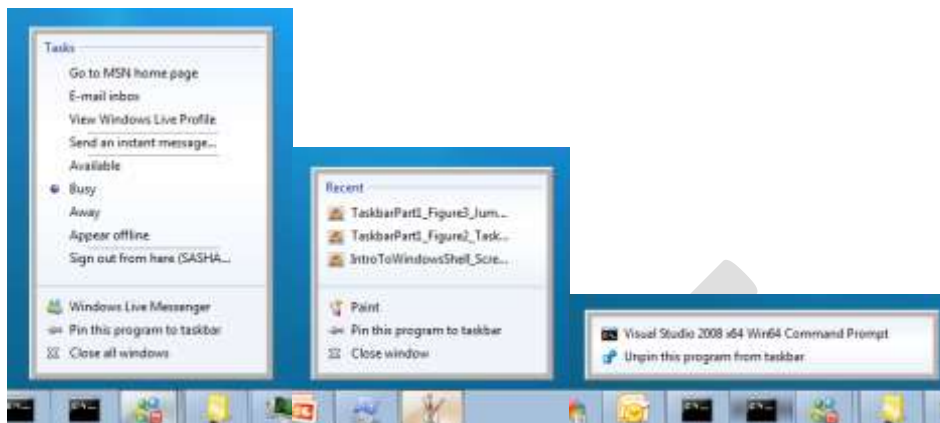 Tasks
Go to MSN home page
E-mail inbox
View Windows Live Profile
Send an instant message...
Available
Busy
Away
Appear offline
Sign out from here (SASHA...
Windows Live Messenger
Pin this program to taskbar
Close all windows
Recent
TaskbarPart1_Figure3_Jum...
TaskbarPart1_Figure2_Task...
IntroToWindowsShell_Scre...
Paint
Pin this program to taskbar
Close window
Visual Studio 2008 x64 Win64 Command Prompt
Unpin this program from taskbar